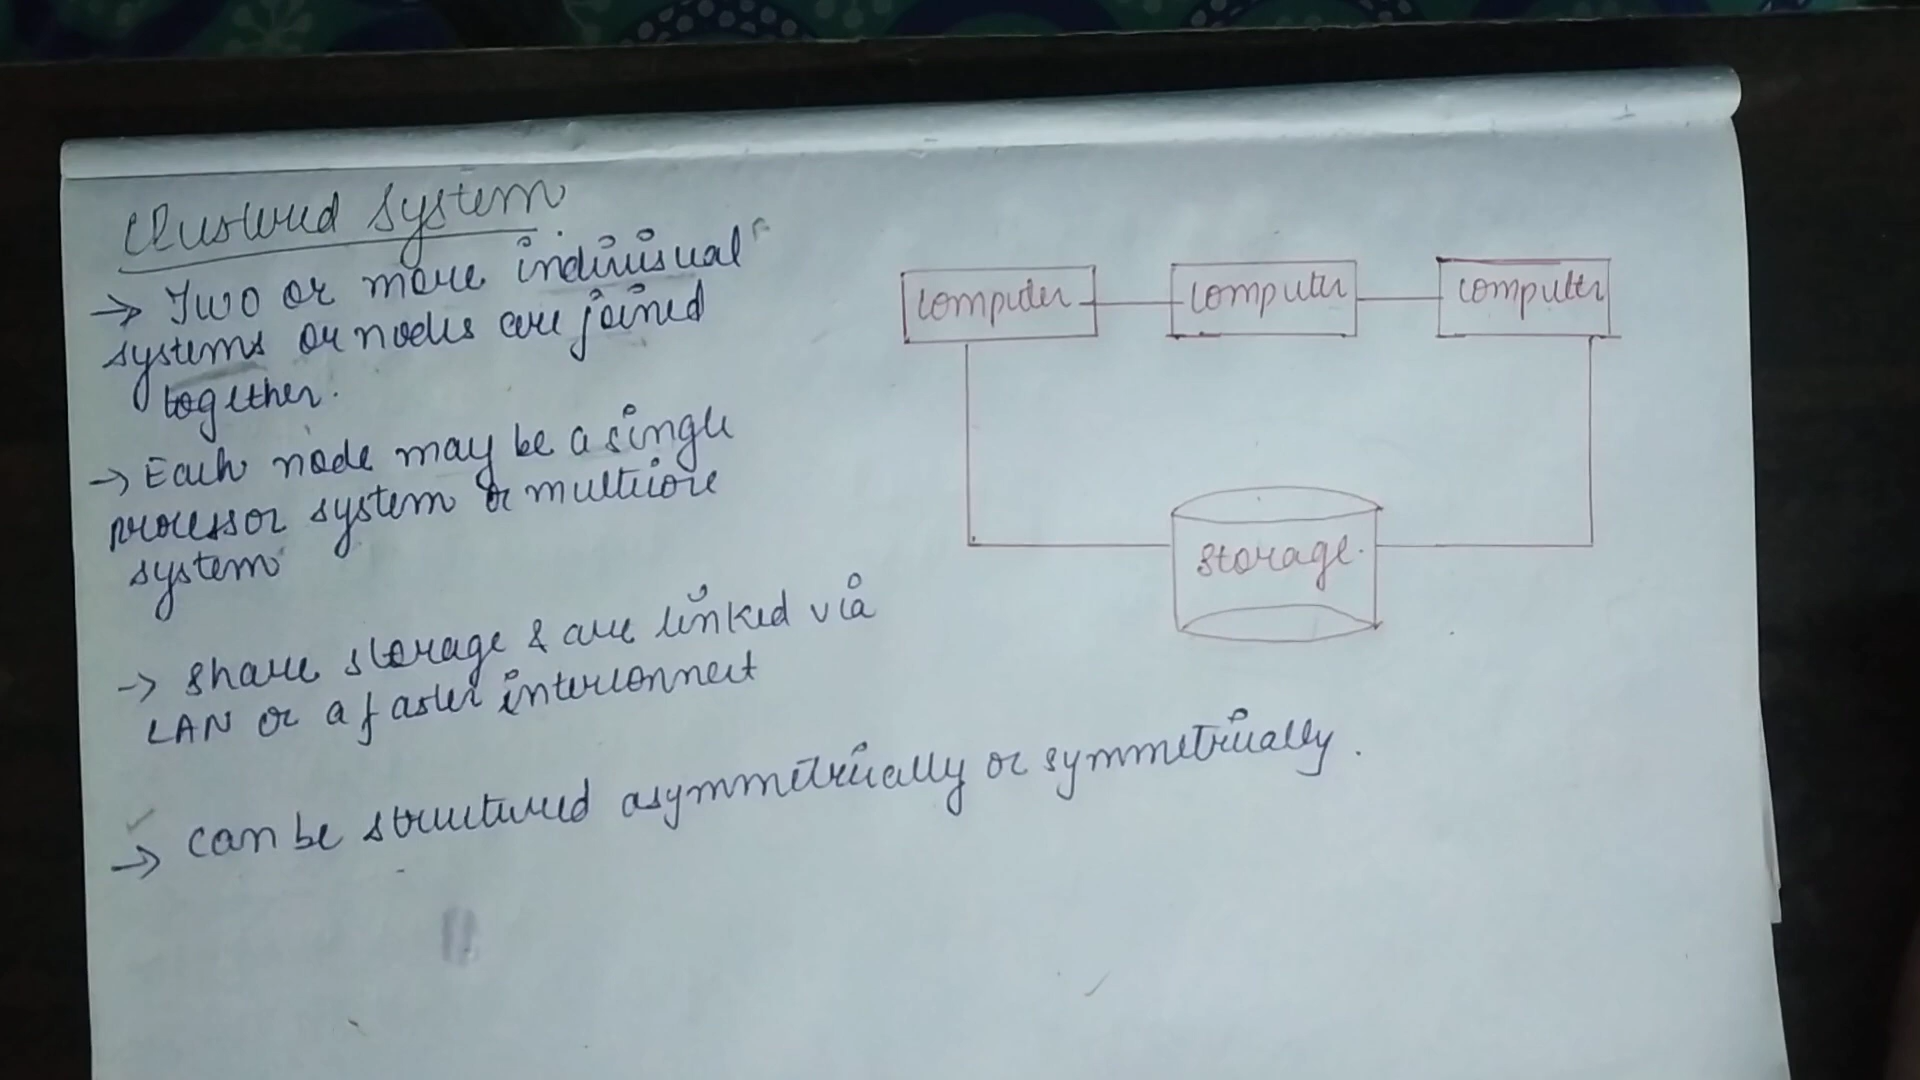 Clustered System
→ Two or more indivisual
systems or nodes are joined
together.
→ Each node may be a single
processor system or multicore
system
→ share storage & are linked via
LAN or a faster interconnect
→ can be structured asymmetrically or symmetrically.
computer computer computer
storage.